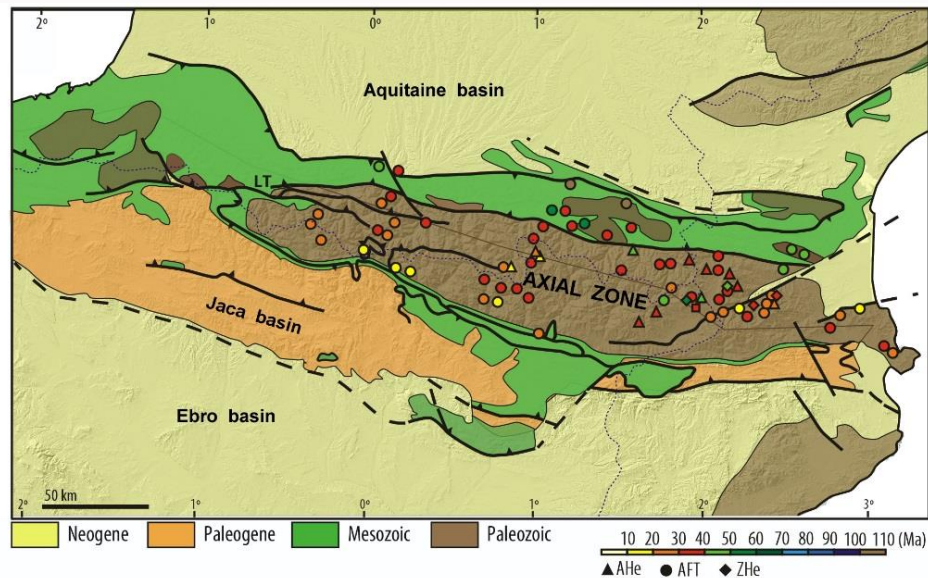 2° 1° 0° 1° 2° 3°
Aquitaine basin
LT
AXIAL ZONE
Jaca basin
Ebro basin
50 km
2° 1° 0° 1° 2° 3°
Neogene Paleogene Mesozoic Paleozoic
10 20 30 40 50 60 70 80 90 100 110 (Ma)
AHe AFT ZHe